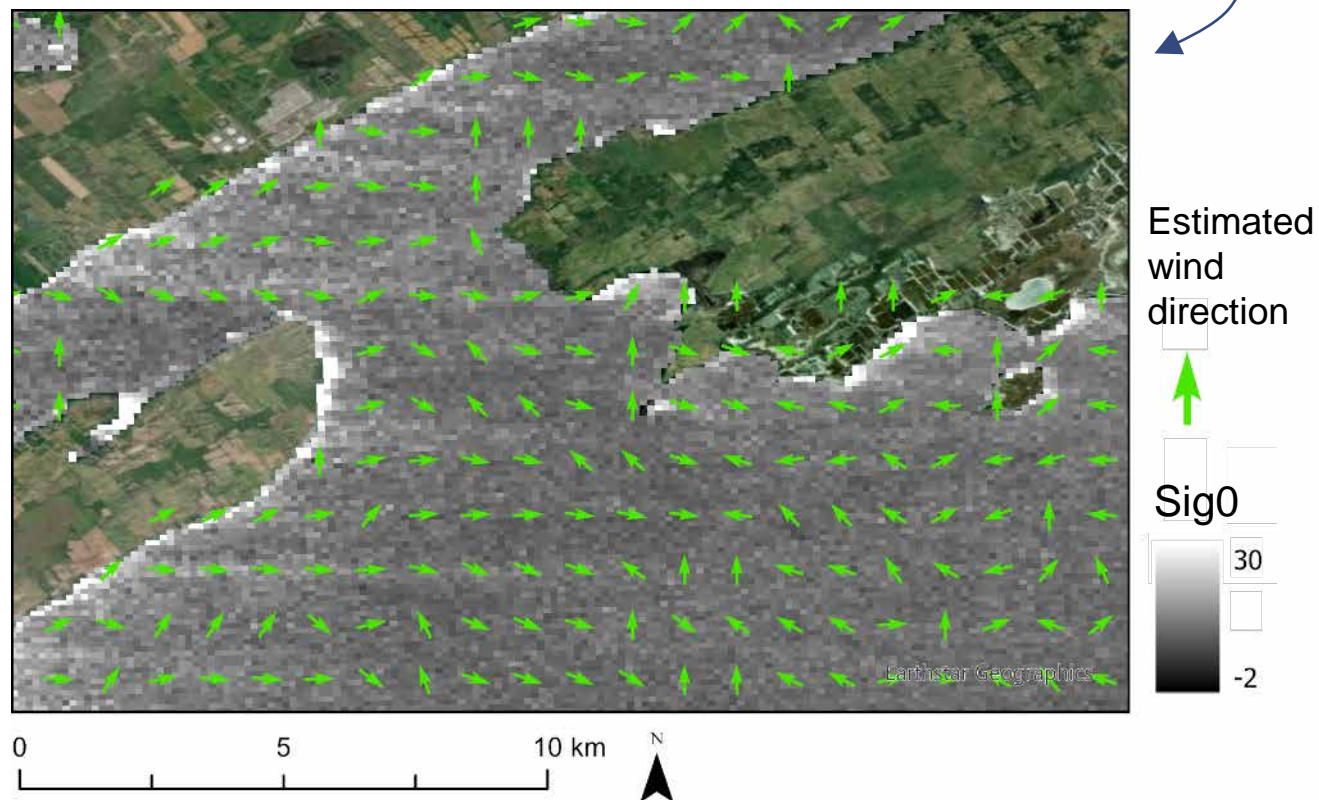 Estimated
wind
direction
Sig0
30
-2
Earthstar Geographics
0 5 10 km
N